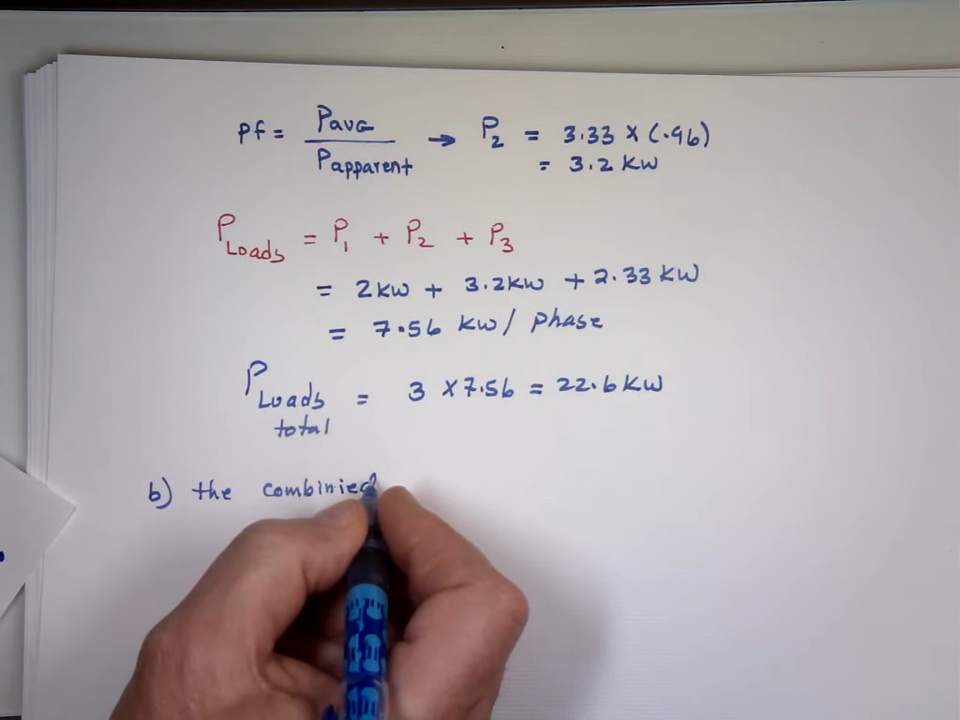 Pf = Pavg / Papparent → P2 = 3.33 x (.96)
= 3.2 kw
PLoads = P1 + P2 + P3
= 2kw + 3.2kw + 2.33 kw
= 7.56 kw / phase
PLoads total = 3 x 7.56 = 22.6 kw
b) the combinied